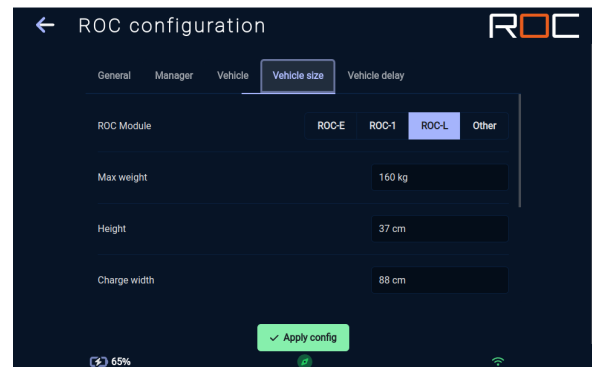 ROC configuration
ROC
General Manager Vehicle Vehicle size Vehicle delay
ROC Module ROC-E ROC-1 ROC-L Other
Max weight 160 kg
Height 37 cm
Charge width 88 cm
Apply config
65%